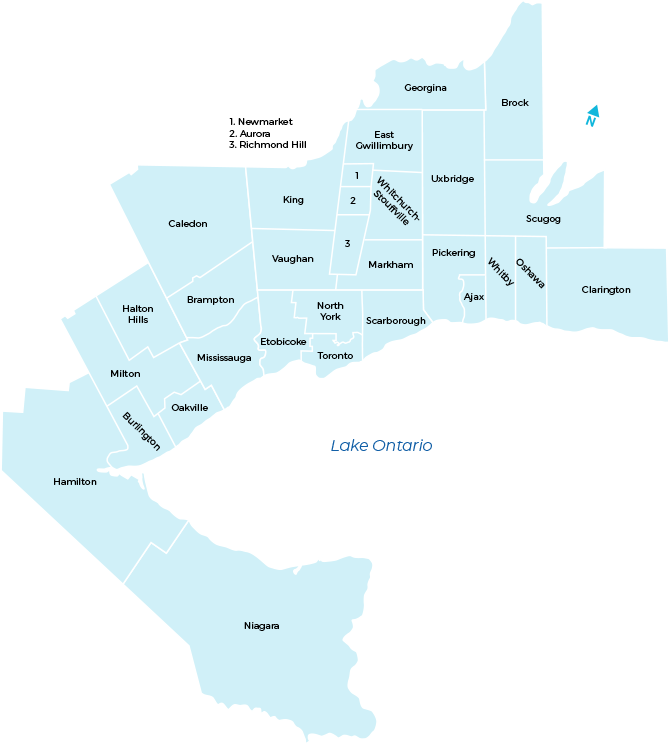 Georgina
Brock
N
1. Newmarket
2. Aurora
3. Richmond Hill
East
Gwillimbury
1
2
3
Whitchurch-
Stouffville
Uxbridge
King
Scugog
Caledon
Vaughan
Markham
Pickering
Whitby
Oshawa
Clarington
Ajax
Brampton
Halton
Hills
North
York
Scarborough
Etobicoke
Toronto
Mississauga
Milton
Oakville
Burlington
Lake Ontario
Hamilton
Niagara